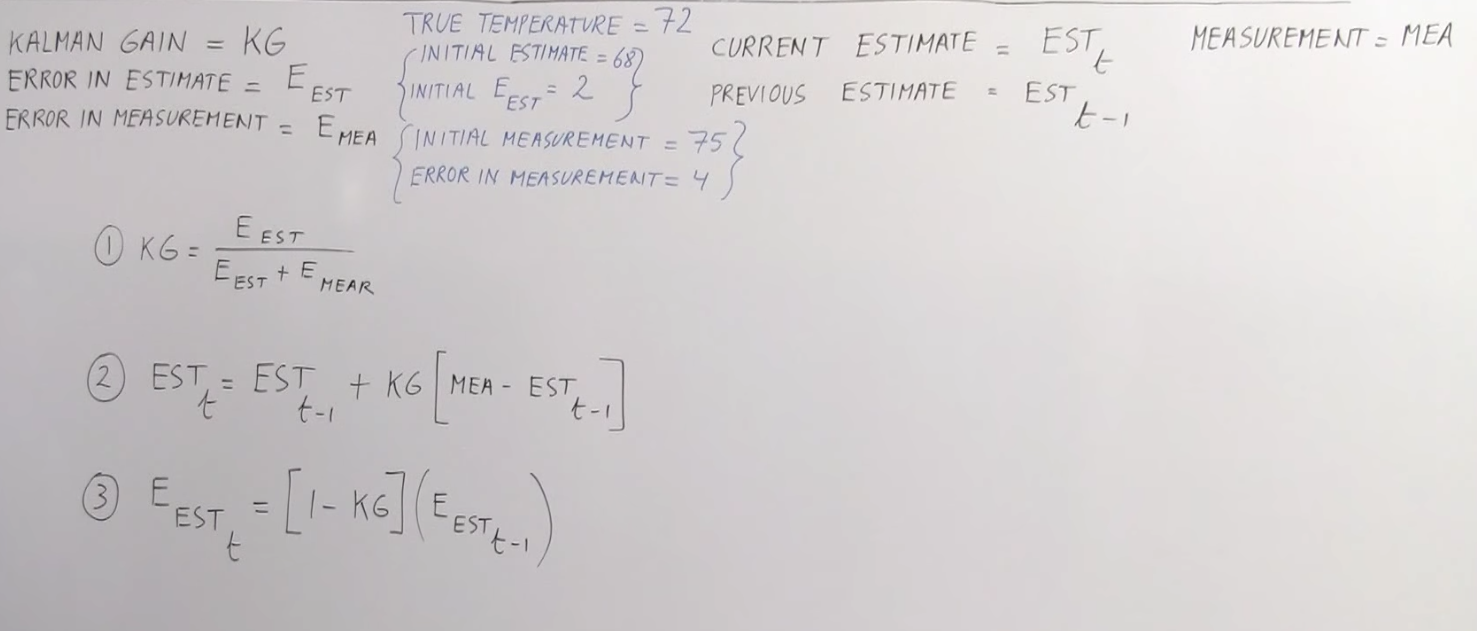 KALMAN GAIN = KG
ERROR IN ESTIMATE = E EST
ERROR IN MEASUREMENT = E MEA
TRUE TEMPERATURE = 72
{INITIAL ESTIMATE = 68}
{INITIAL E EST = 2}
{INITIAL MEASUREMENT = 75}
{ERROR IN MEASUREMENT = 4}
CURRENT ESTIMATE = EST t
PREVIOUS ESTIMATE = EST t-1
MEASUREMENT = MEA
① KG = E EST / E EST + E MEAR
② EST t = EST t-1 + KG [MEA - EST t-1]
③ E EST t = [1 - KG] (E EST t-1)